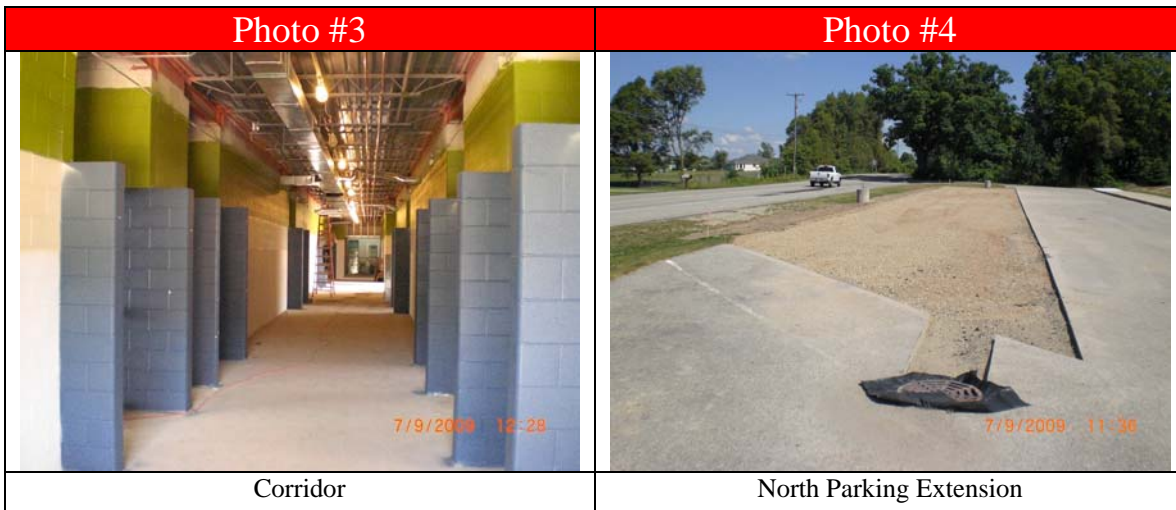 Photo #3
Photo #4
7/9/2009 12:28
7/9/2009 11:36
Corridor
North Parking Extension